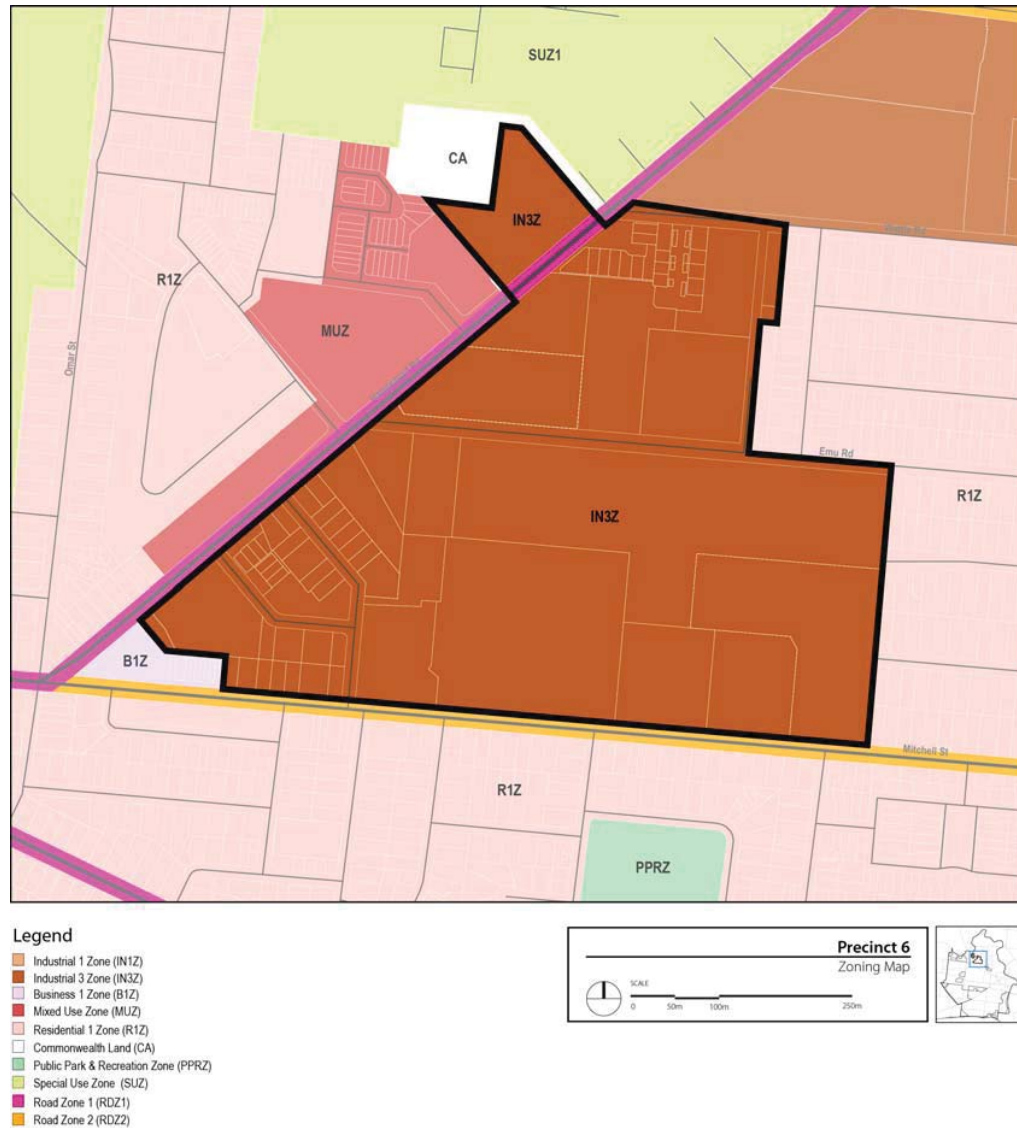 SUZ1
CA
IN3Z
R1Z
MUZ
Omar St
Emu Rd
IN3Z
R1Z
B1Z
Mitchell St
R1Z
PPRZ
Legend
Industrial 1 Zone (IN1Z)
Industrial 3 Zone (IN3Z)
Business 1 Zone (B1Z)
Mixed Use Zone (MUZ)
Residential 1 Zone (R1Z)
Commonwealth Land (CA)
Public Park & Recreation Zone (PPRZ)
Special Use Zone (SUZ)
Road Zone 1 (RDZ1)
Road Zone 2 (RDZ2)
Precinct 6
Zoning Map
SCALE
0 50m 100m 250m
6